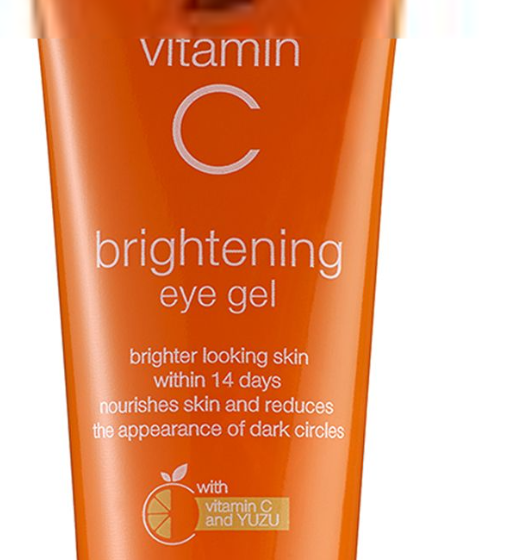 vitamin
C
brightening
eye gel
brighter looking skin
within 14 days
nourishes skin and reduces
the appearance of dark circles
with
vitamin C
and YUZU